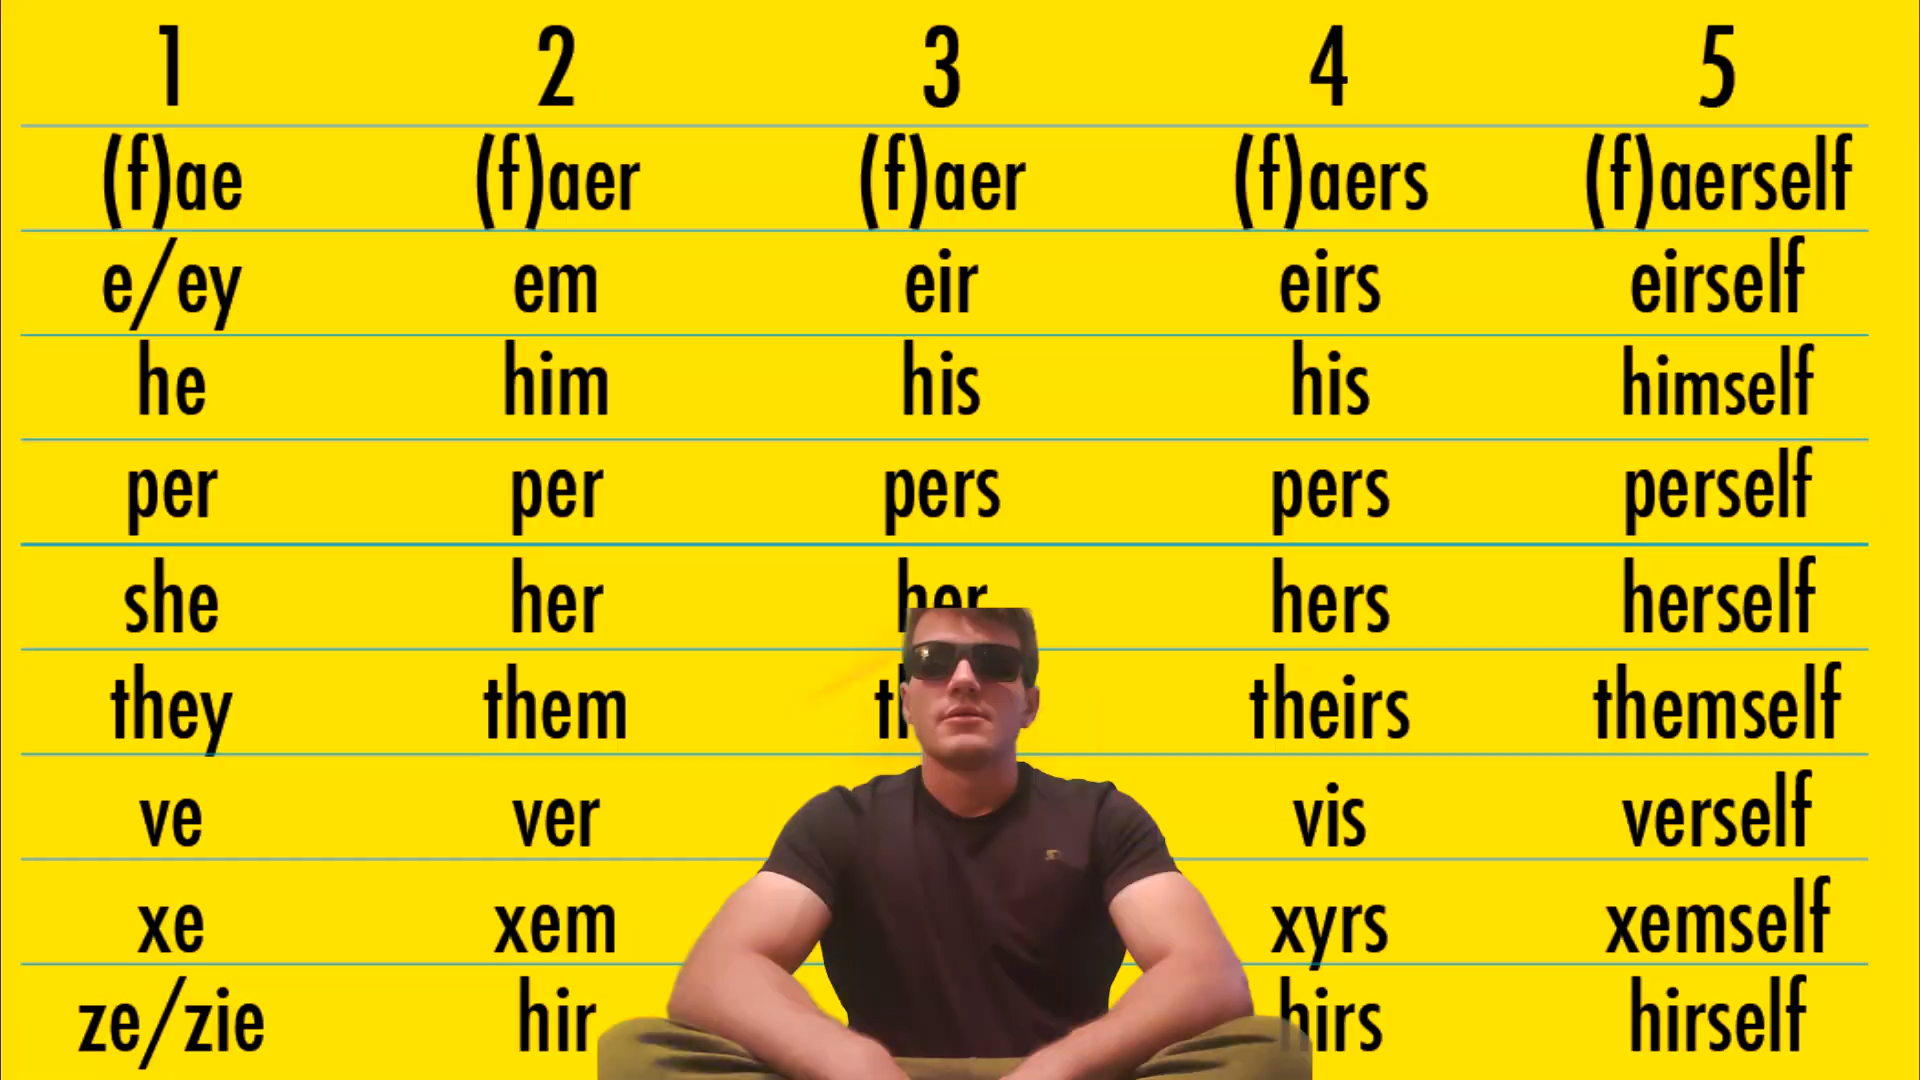 1 2 3 4 5
(f)ae (f)aer (f)aer (f)aers (f)aerself
e/ey em eir eirs eirself
he him his his himself
per per pers pers perself
she her her hers herself
they them theirs themself
ve ver vis verself
xe xem xyrs xemself
ze/zie hir hirs hirself